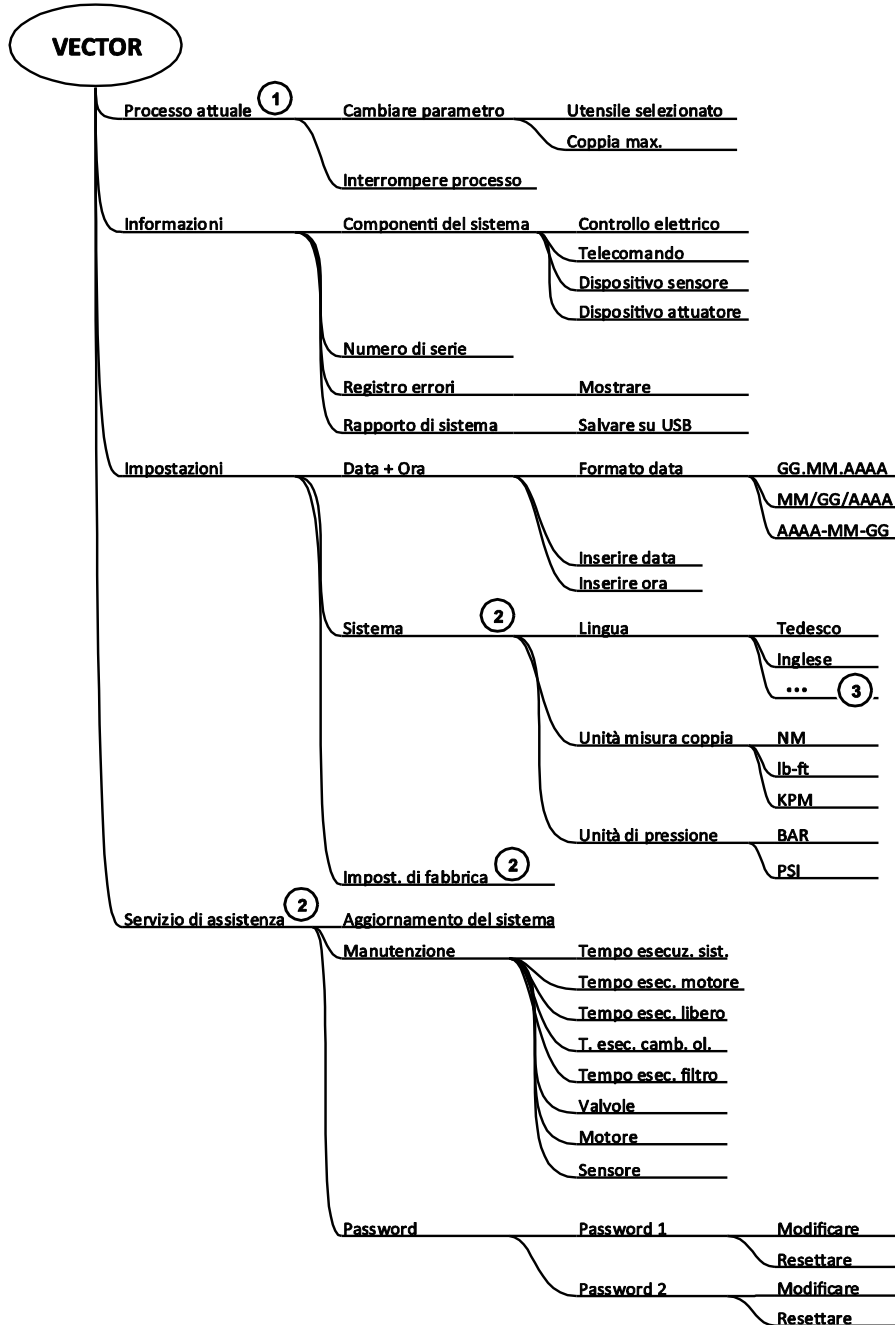 VECTOR
Processo attuale 1 Cambiare parametro Utensile selezionato
Coppia max.
Interrompere processo
Informazioni Componenti del sistema Controllo elettrico
Telecomando
Dispositivo sensore
Dispositivo attuatore
Numero di serie
Registro errori Mostrare
Rapporto di sistema Salvare su USB
Impostazioni Data + Ora Formato data GG.MM.AAAA
MM/GG/AAAA
AAAA-MM-GG
Inserire data
Inserire ora
Sistema 2 Lingua Tedesco
Inglese
... 3
Unità misura coppia NM
lb-ft
KPM
Unità di pressione BAR
PSI
Impost. di fabbrica 2
Servizio di assistenza 2 Aggiornamento del sistema
Manutenzione Tempo esecuz. sist.
Tempo esec. motore
Tempo esec. libero
T. esec. camb. ol.
Tempo esec. filtro
Valvole
Motore
Sensore
Password Password 1 Modificare
Resettare
Password 2 Modificare
Resettare